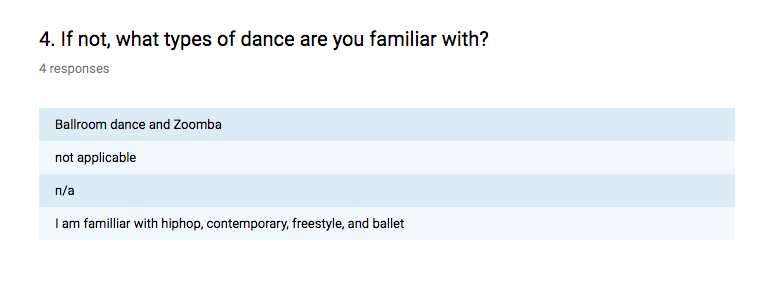 4. If not, what types of dance are you familiar with?
4 responses
Ballroom dance and Zoomba
not applicable
n/a
I am familliar with hiphop, contemporary, freestyle, and ballet